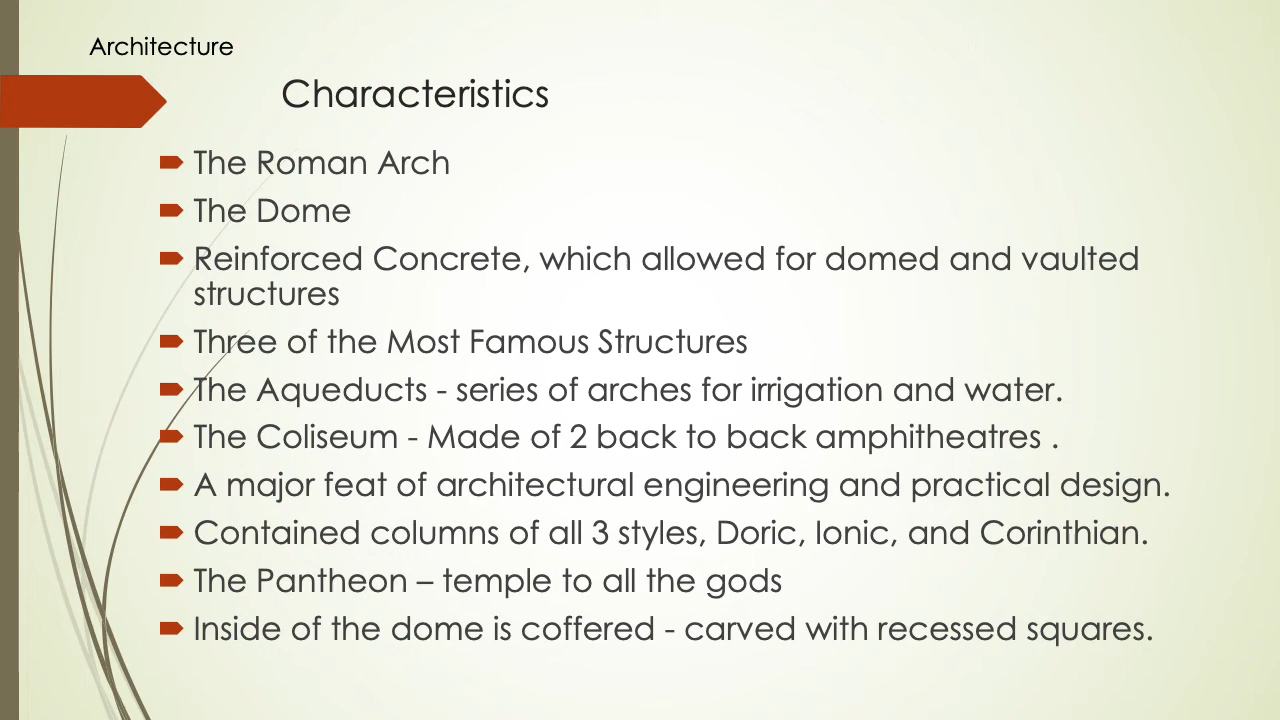 Architecture
Characteristics
The Roman Arch
The Dome
Reinforced Concrete, which allowed for domed and vaulted
structures
Three of the Most Famous Structures
The Aqueducts - series of arches for irrigation and water.
The Coliseum - Made of 2 back to back amphitheatres .
A major feat of architectural engineering and practical design.
Contained columns of all 3 styles, Doric, Ionic, and Corinthian.
The Pantheon – temple to all the gods
Inside of the dome is coffered - carved with recessed squares.